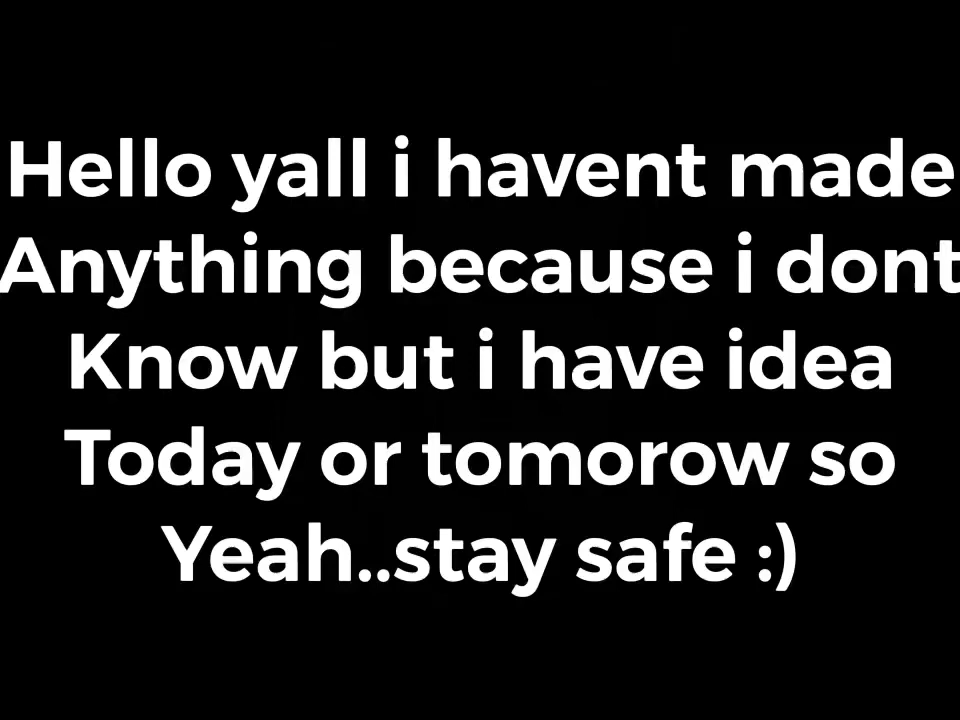 Hello yall i havent made
Anything because i dont
Know but i have idea
Today or tomorow so
Yeah..stay safe :)